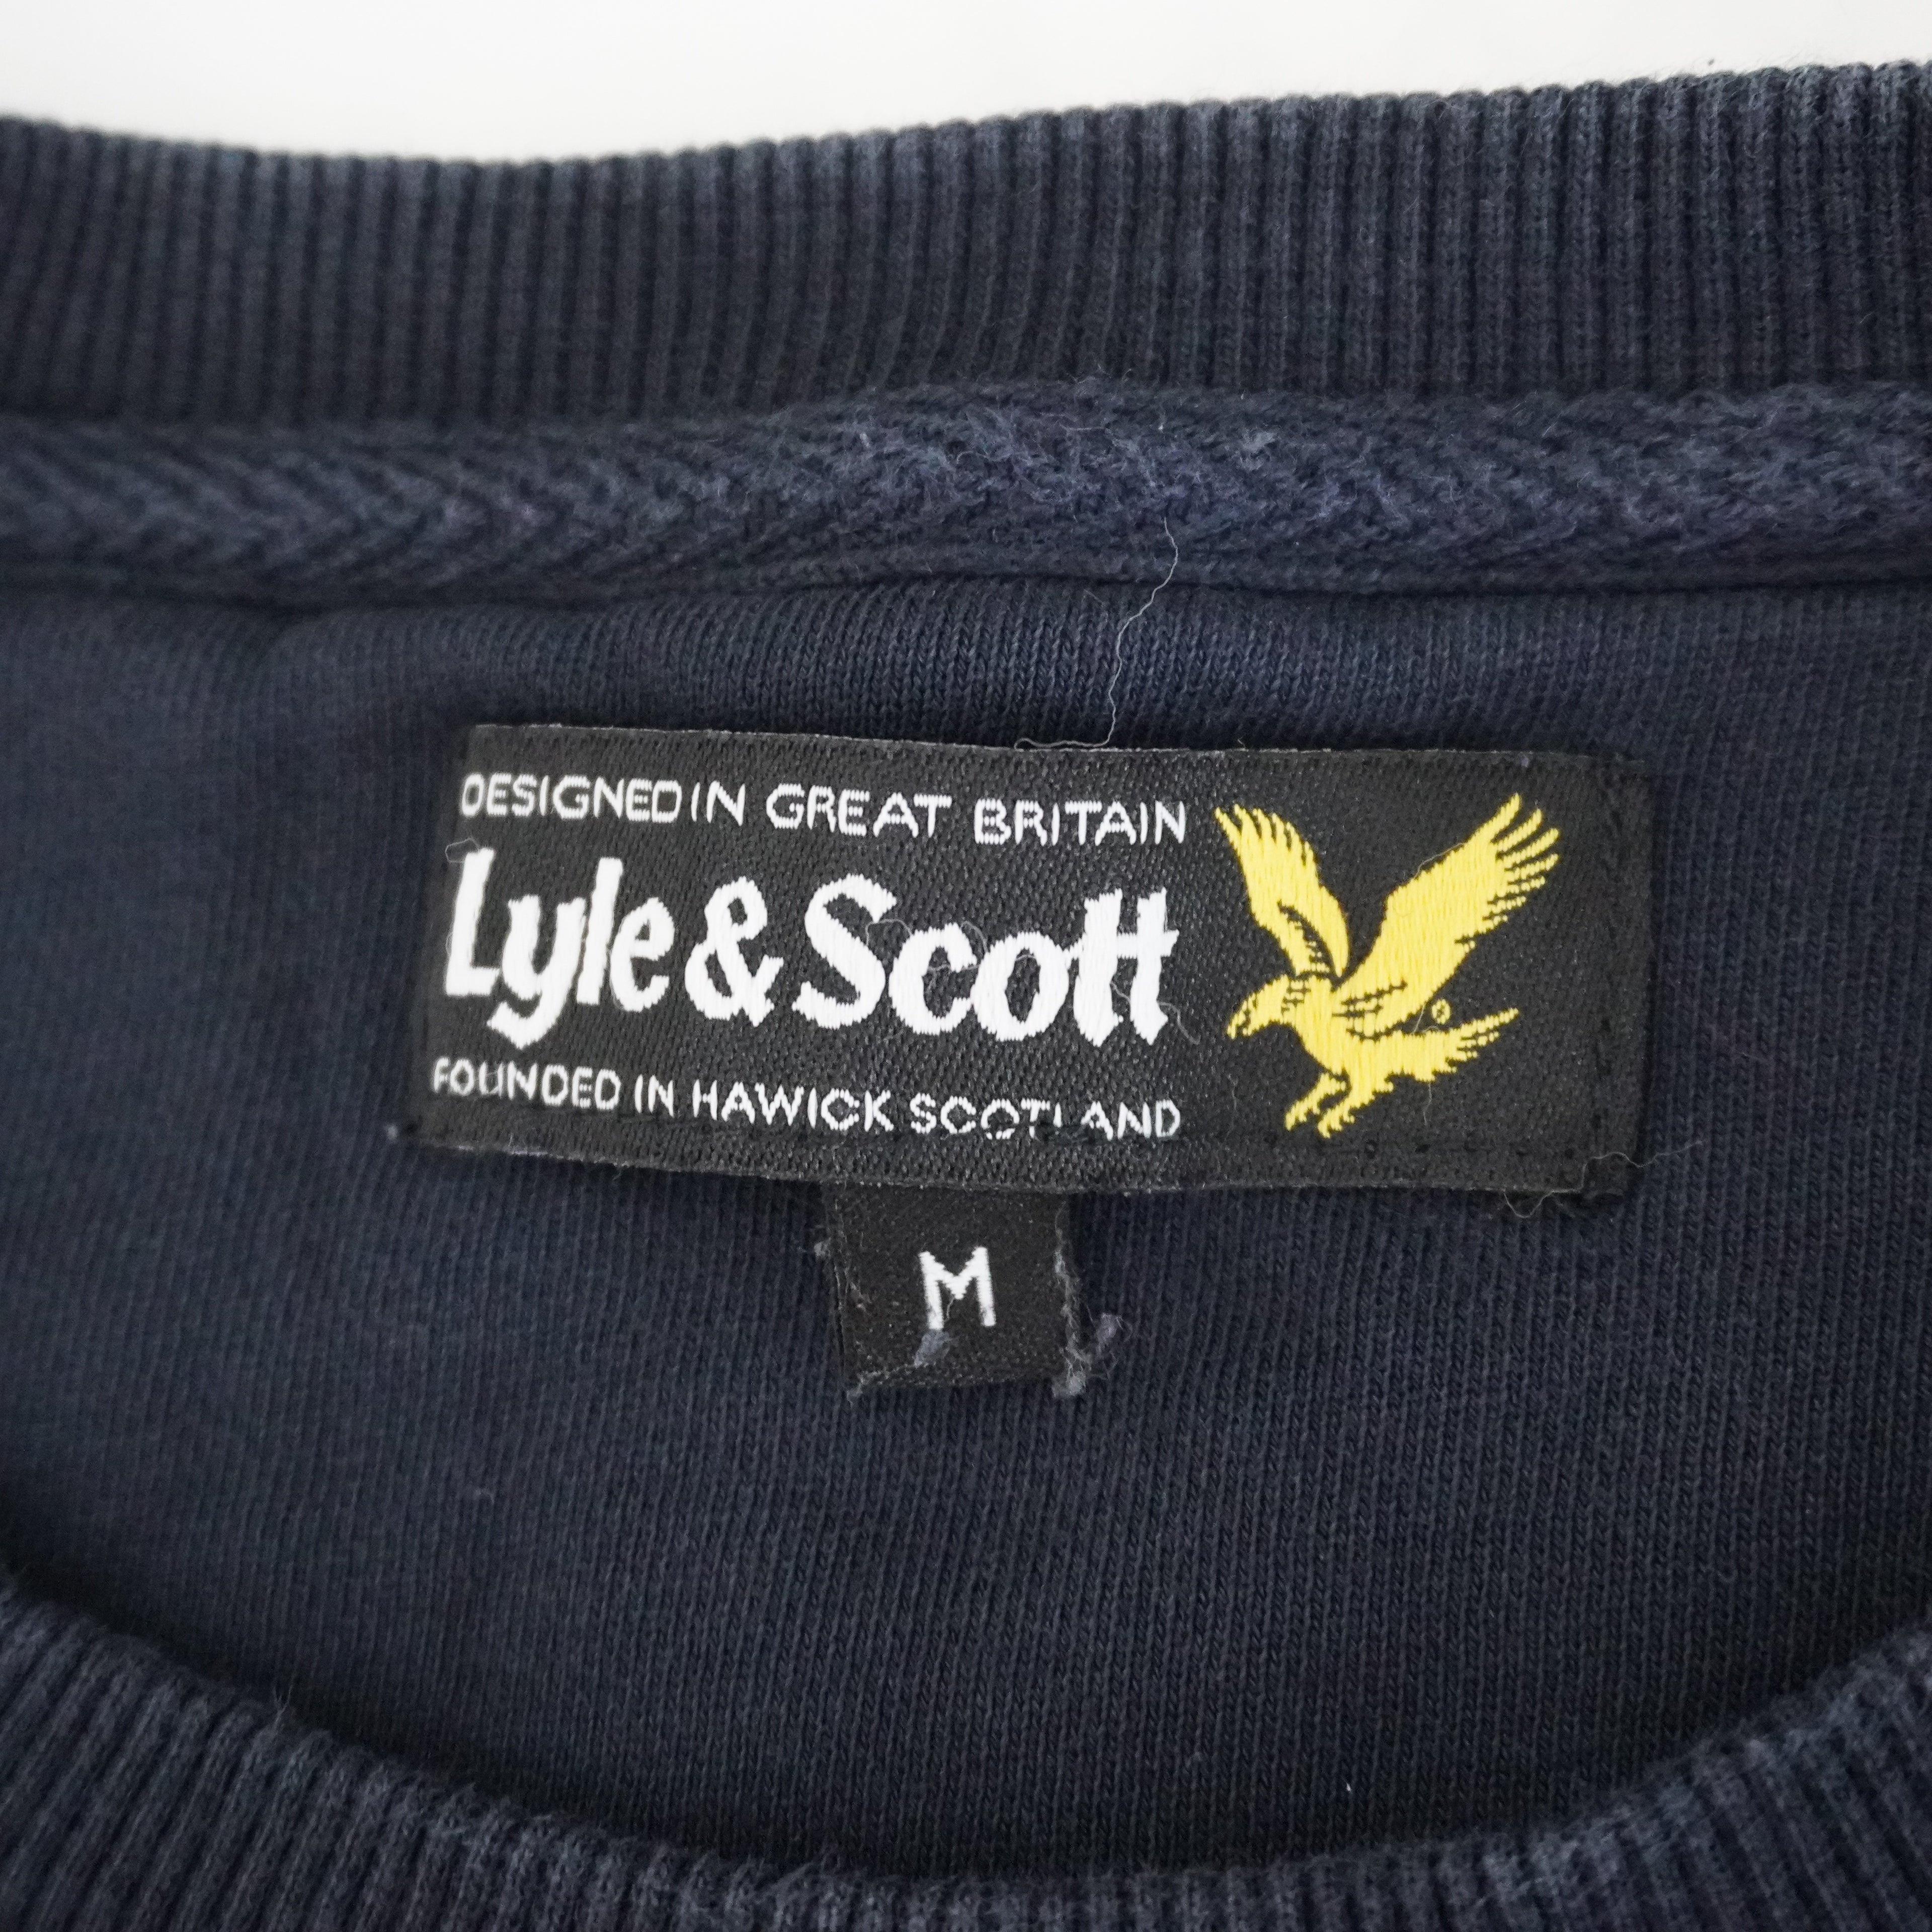 DESIGNED IN GREAT BRITAIN
Lyle & Scott
FOUNDED IN HAWICK SCOTLAND
M